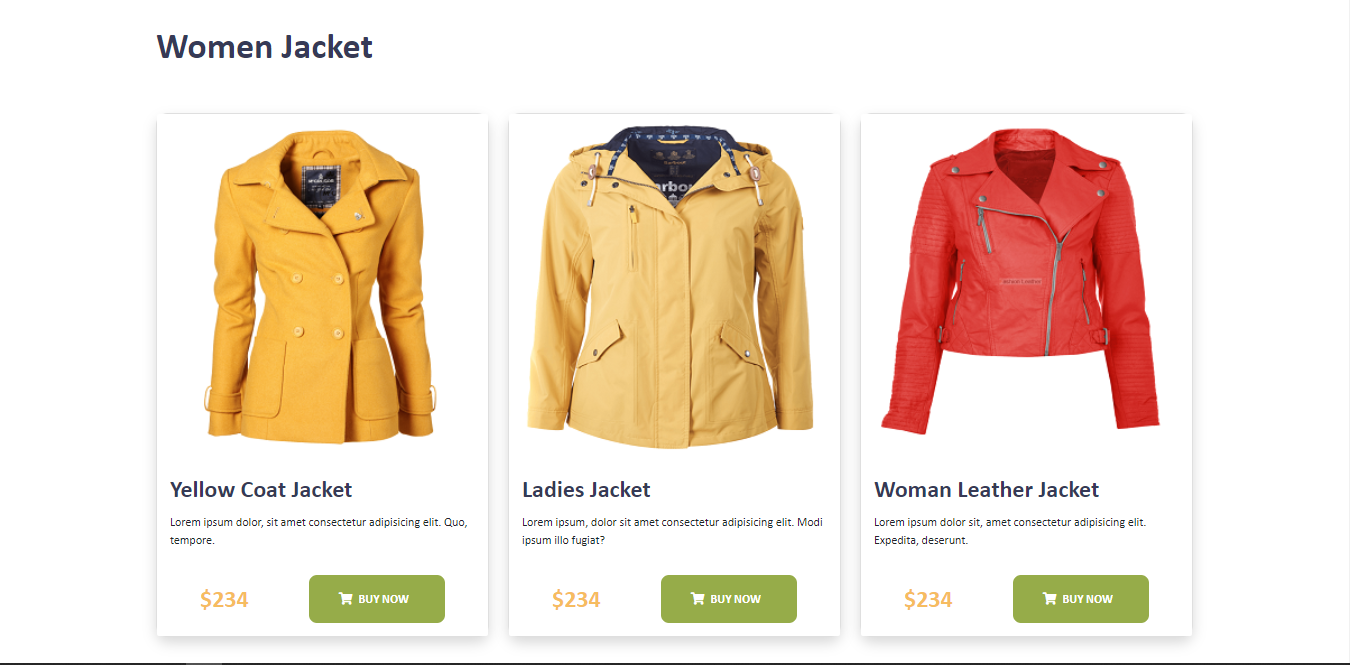 Women Jacket
Barbour
arbou
Yellow Coat Jacket
Lorem ipsum dolor, sit amet consectetur adipisicing elit. Quo,
tempore.
$234
BUY NOW
Ladies Jacket
Lorem ipsum, dolor sit amet consectetur adipisicing elit. Modi
ipsum illo fugiat?
$234
BUY NOW
Woman Leather Jacket
Lorem ipsum dolor sit, amet consectetur adipisicing elit.
Expedita, deserunt.
$234
BUY NOW